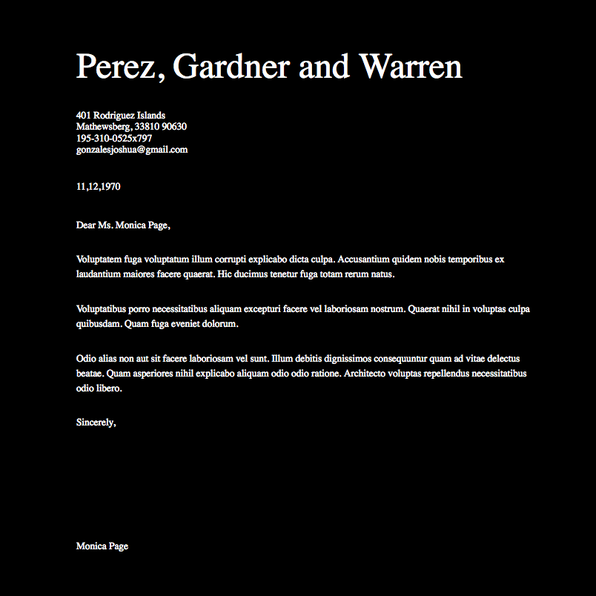 Perez, Gardner and Warren
401 Rodriguez Islands
Mathewsberg, 33810 90630
195-310-0525x797
gonzalesjoshua@gmail.com
11,12,1970
Dear Ms. Monica Page,
Voluptatem fuga voluptatum illum corrupti explicabo dicta culpa. Accusantium quidem nobis temporibus ex
laudantium maiores facere quaerat. Hic ducimus tenetur fuga totam rerum natus.
Voluptatibus porro necessitatibus aliquam excepturi facere vel laboriosam nostrum. Quaerat nihil in voluptas culpa
quibusdam. Quam fuga eveniet dolorum.
Odio alias non aut sit facere laboriosam vel sunt. Illum debitis dignissimos consequuntur quam ad vitae delectus
beatae. Quam asperiores nihil explicabo aliquam odio odio ratione. Architecto voluptas repellendus necessitatibus
odio libero.
Sincerely,
Monica Page